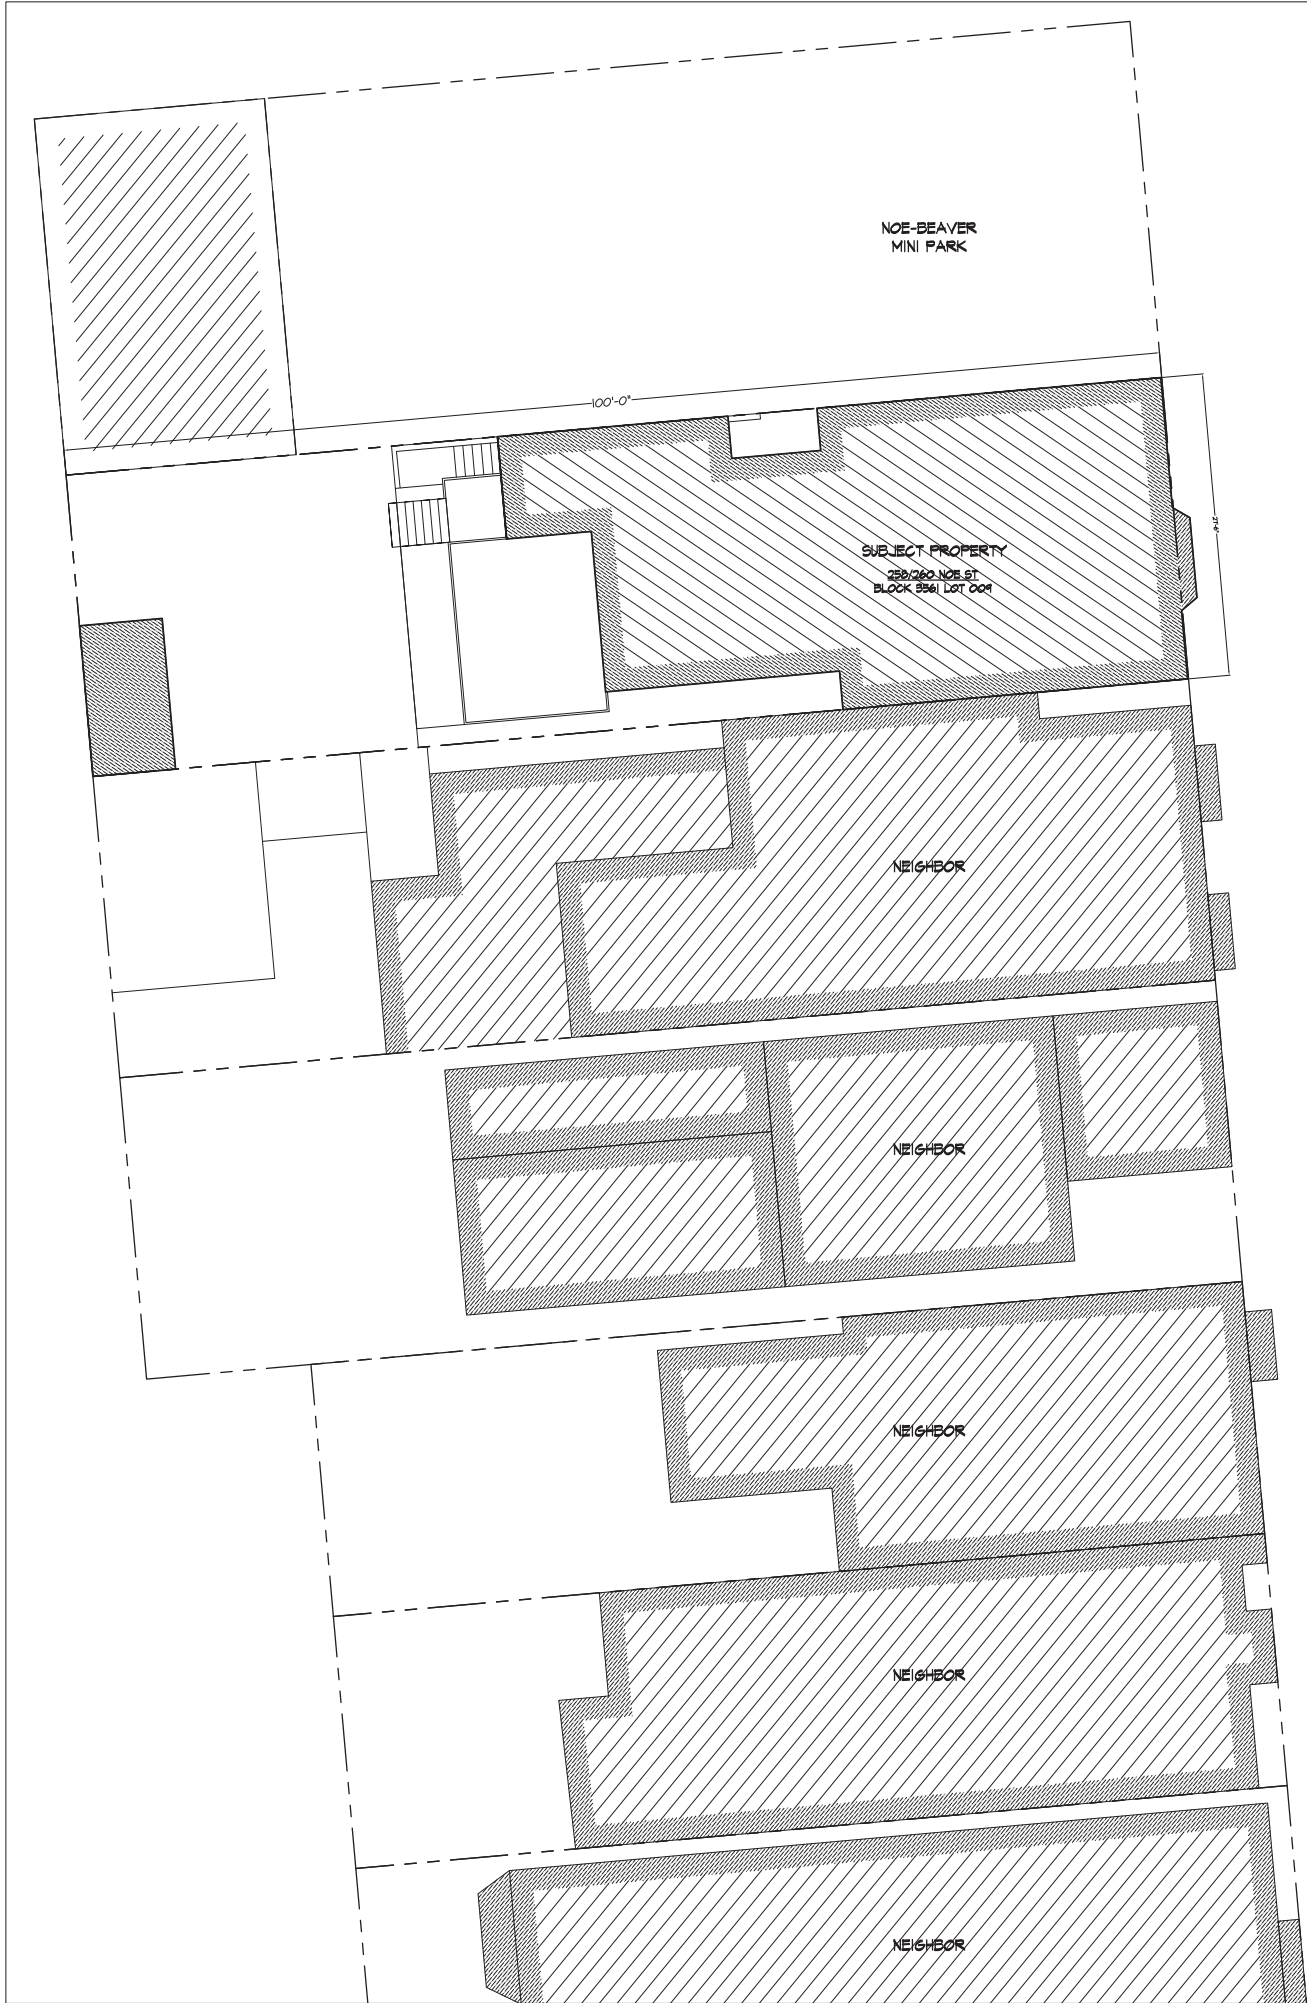 NOE-BEAVER
MINI PARK
100'-0"
SUBJECT PROPERTY
258/260 NOE ST
BLOCK 3561 LOT 009
NEIGHBOR
NEIGHBOR
NEIGHBOR
NEIGHBOR
NEIGHBOR